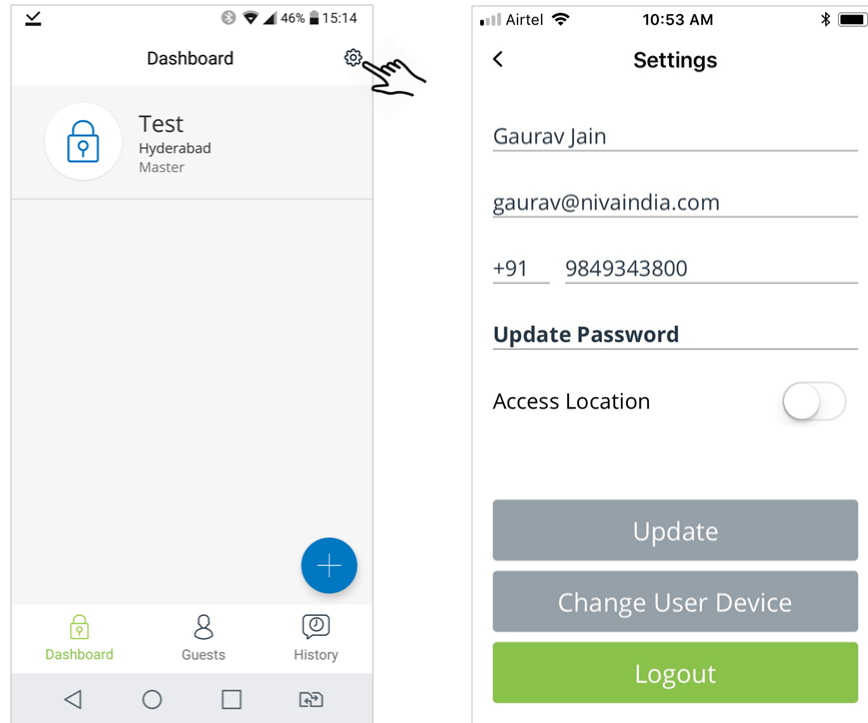 46% 15:14
Dashboard
Test
Hyderabad
Master
Dashboard Guests History
Airtel 10:53 AM
Settings
Gaurav Jain
gaurav@nivaindia.com
+91 9849343800
Update Password
Access Location
Update
Change User Device
Logout